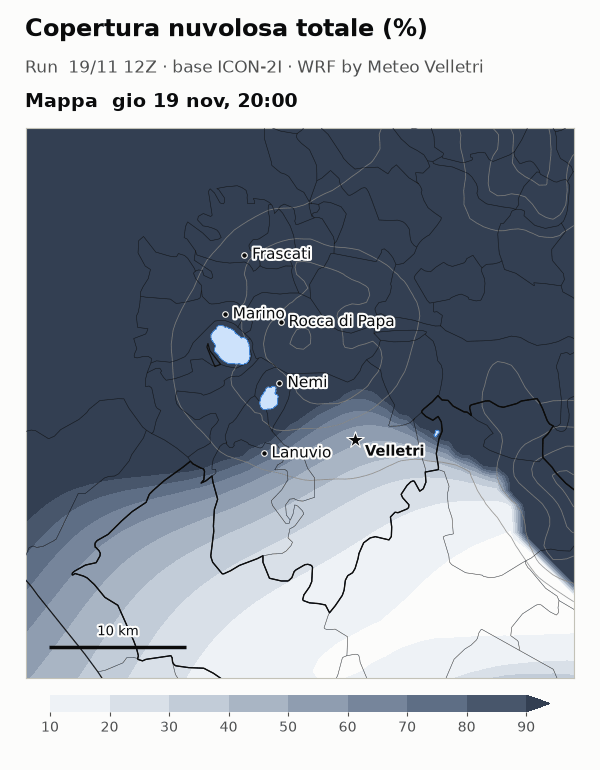 Copertura nuvolosa totale (%)
Run  19/11 12Z · base ICON-2I · WRF by Meteo Velletri
Mappa  gio 19 nov, 20:00
Frascati
Marino
Rocca di Papa
Nemi
Velletri
Lanuvio
10 km
10 20 30 40 50 60 70 80 90